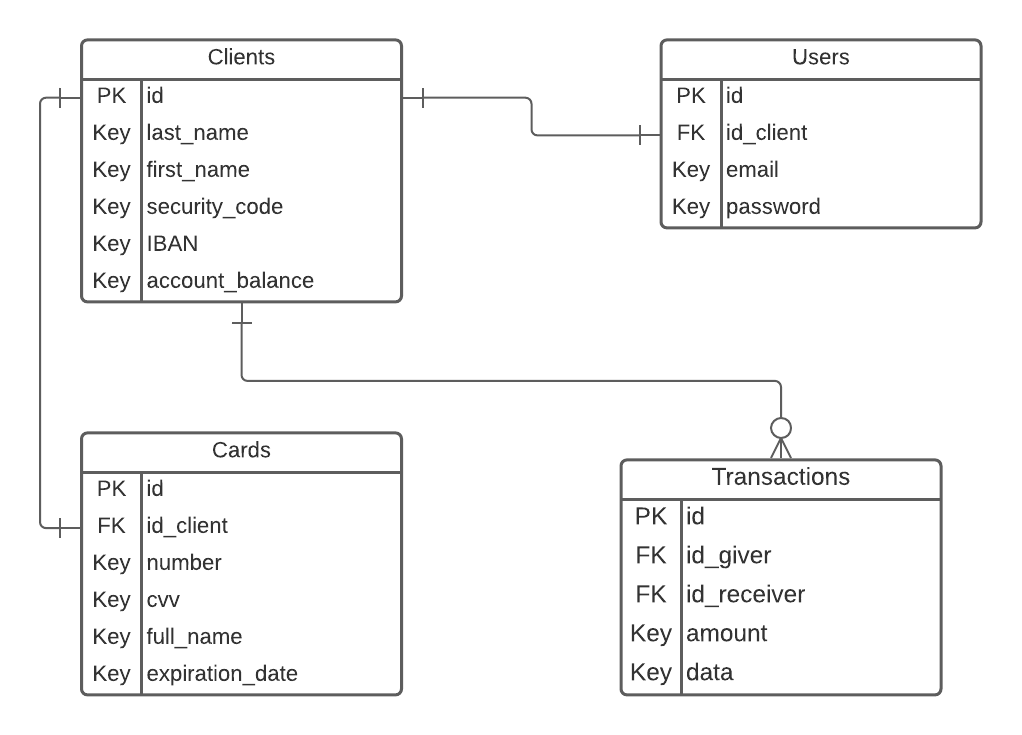 Clients
PK id
Key last_name
Key first_name
Key security_code
Key IBAN
Key account_balance
Users
PK id
FK id_client
Key email
Key password
Cards
PK id
FK id_client
Key number
Key cvv
Key full_name
Key expiration_date
Transactions
PK id
FK id_giver
FK id_receiver
Key amount
Key data